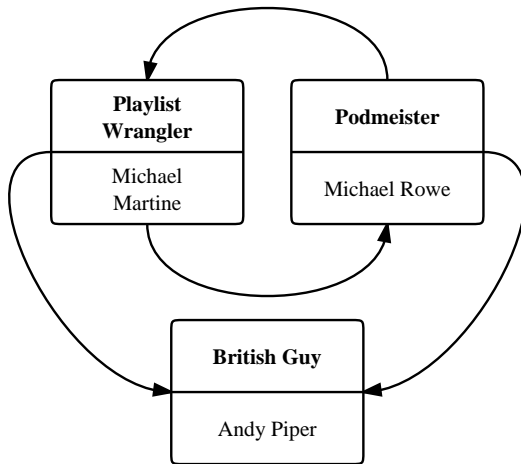 Playlist
Wrangler
Michael
Martine
Podmeister
Michael Rowe
British Guy
Andy Piper